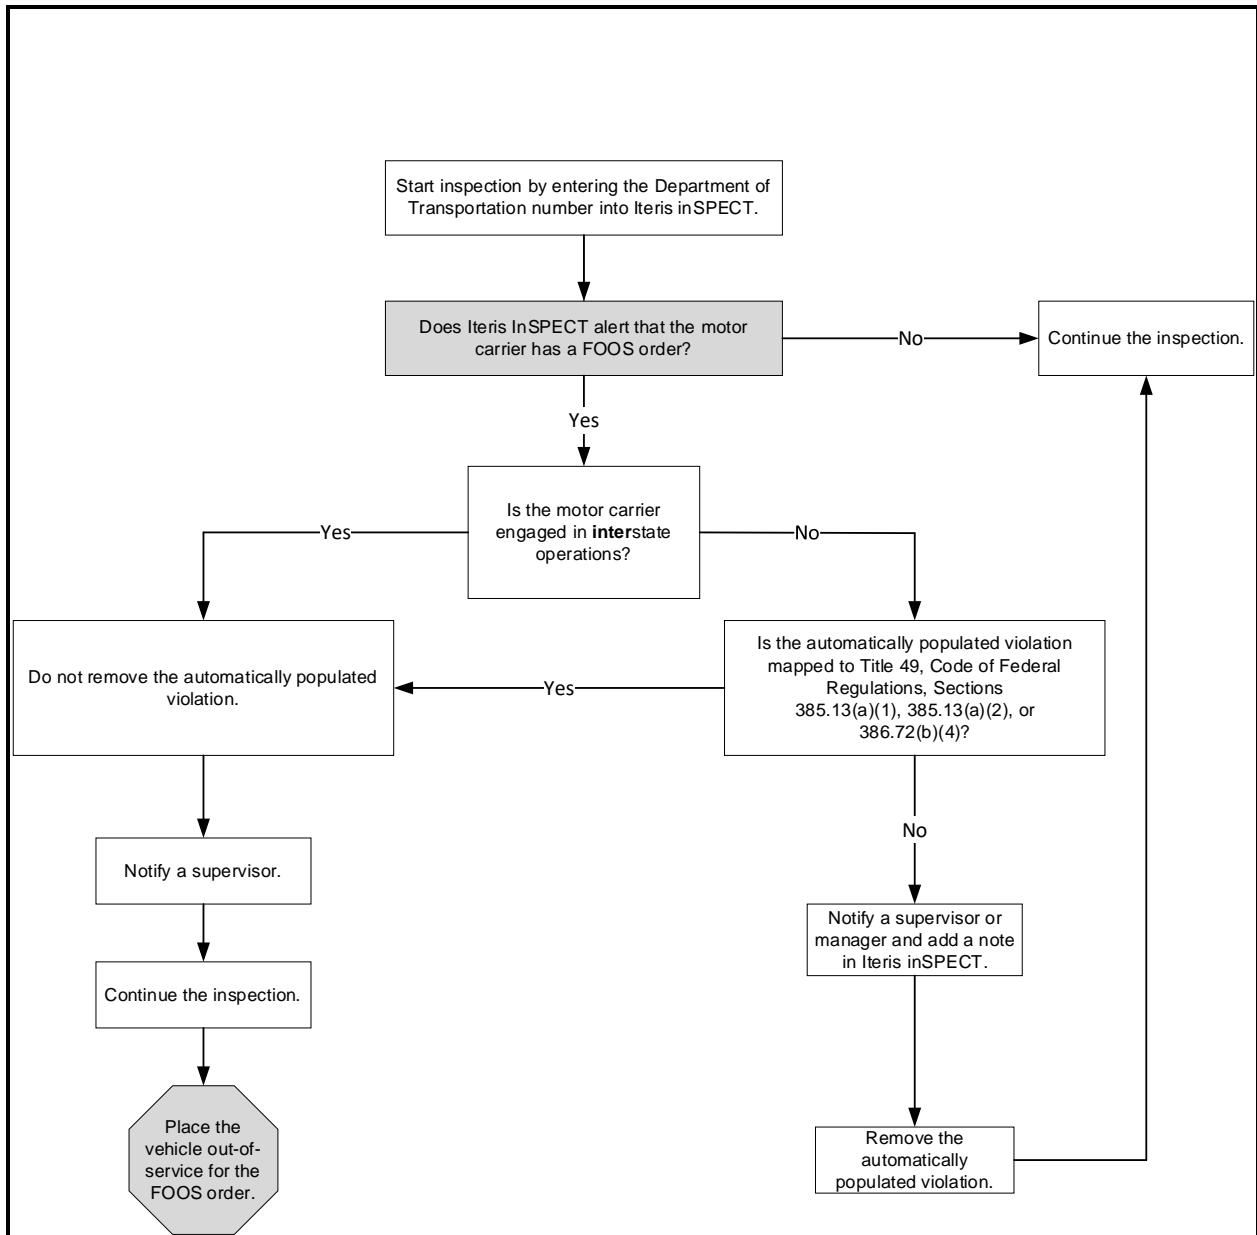 Start inspection by entering the Department of
Transportation number into Iteris inSPECT.
Does Iteris InSPECT alert that the motor
carrier has a FOOS order?
No
Continue the inspection.
Yes
Is the motor carrier
engaged in interstate
operations?
Yes
No
Do not remove the automatically populated
violation.
Yes
Is the automatically populated violation
mapped to Title 49, Code of Federal
Regulations, Sections
385.13(a)(1), 385.13(a)(2), or
386.72(b)(4)?
No
Notify a supervisor.
Notify a supervisor or
manager and add a note
in Iteris inSPECT.
Continue the inspection.
Place the
vehicle out-of-
service for the
FOOS order.
Remove the
automatically
populated violation.